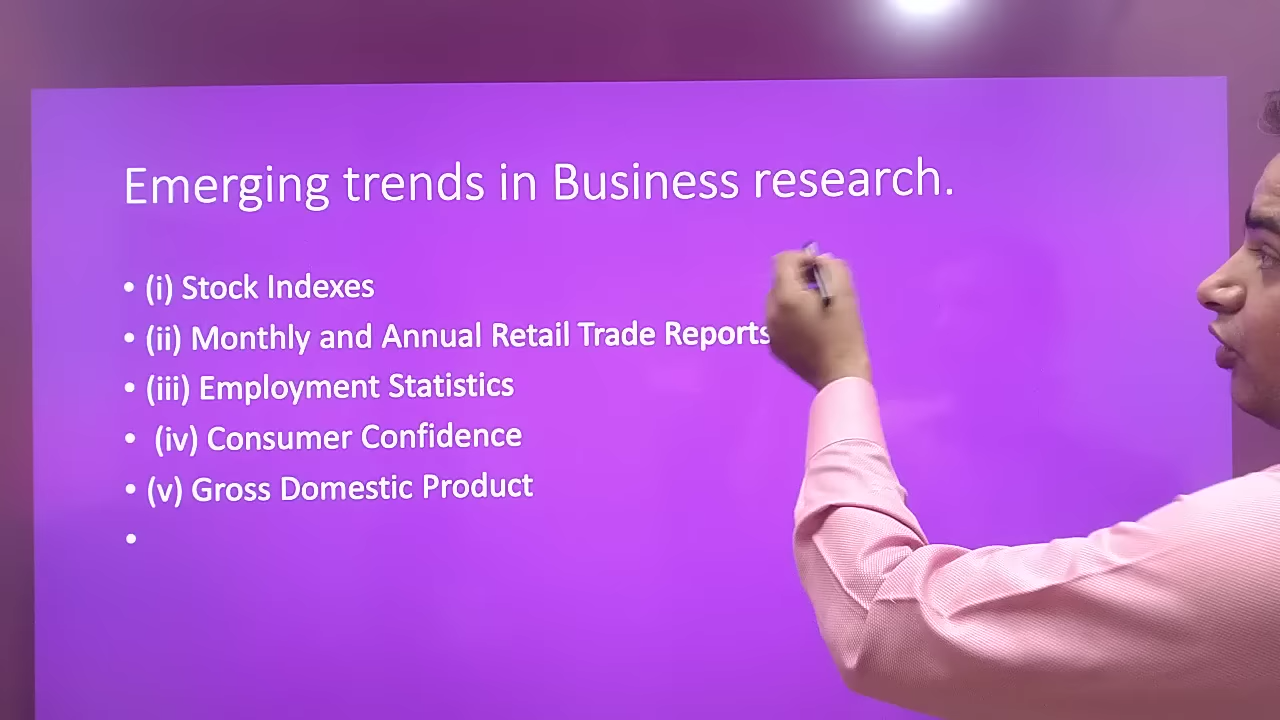 Emerging trends in Business research.
• (i) Stock Indexes
• (ii) Monthly and Annual Retail Trade Reports
• (iii) Employment Statistics
• (iv) Consumer Confidence
• (v) Gross Domestic Product
•